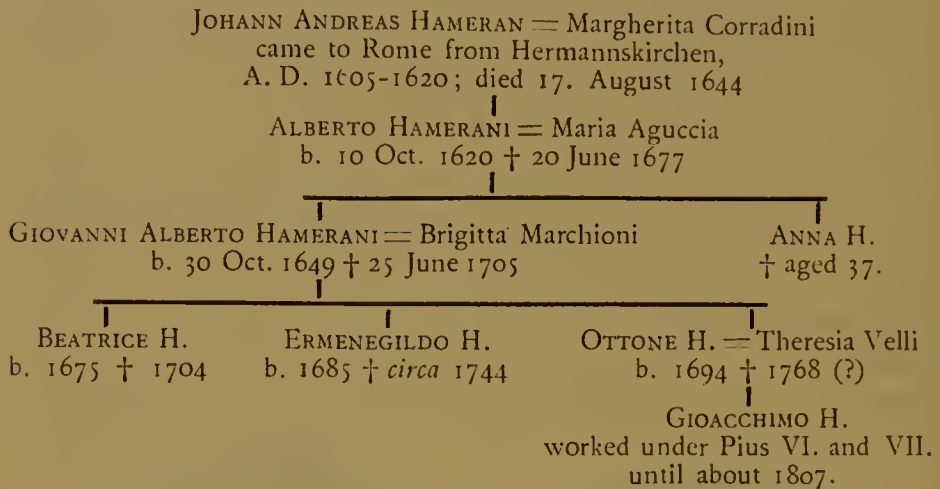 JOHANN ANDREAS HAMERAN = Margherita Corradini
came to Rome from Hermannskirchen,
A. D. 1605-1620; died 17. August 1644
ALBERTO HAMERANI = Maria Aguccia
b. 10 Oct. 1620 † 20 June 1677
GIOVANNI ALBERTO HAMERANI = Brigitta Marchioni
b. 30 Oct. 1649 † 25 June 1705
ANNA H.
† aged 37.
BEATRICE H.
b. 1675 † 1704
ERMENEGILDO H.
b. 1685 † circa 1744
OTTONE H. = Theresia Velli
b. 1694 † 1768 (?)
GIOACCHIMO H.
worked under Pius VI. and VII.
until about 1807.